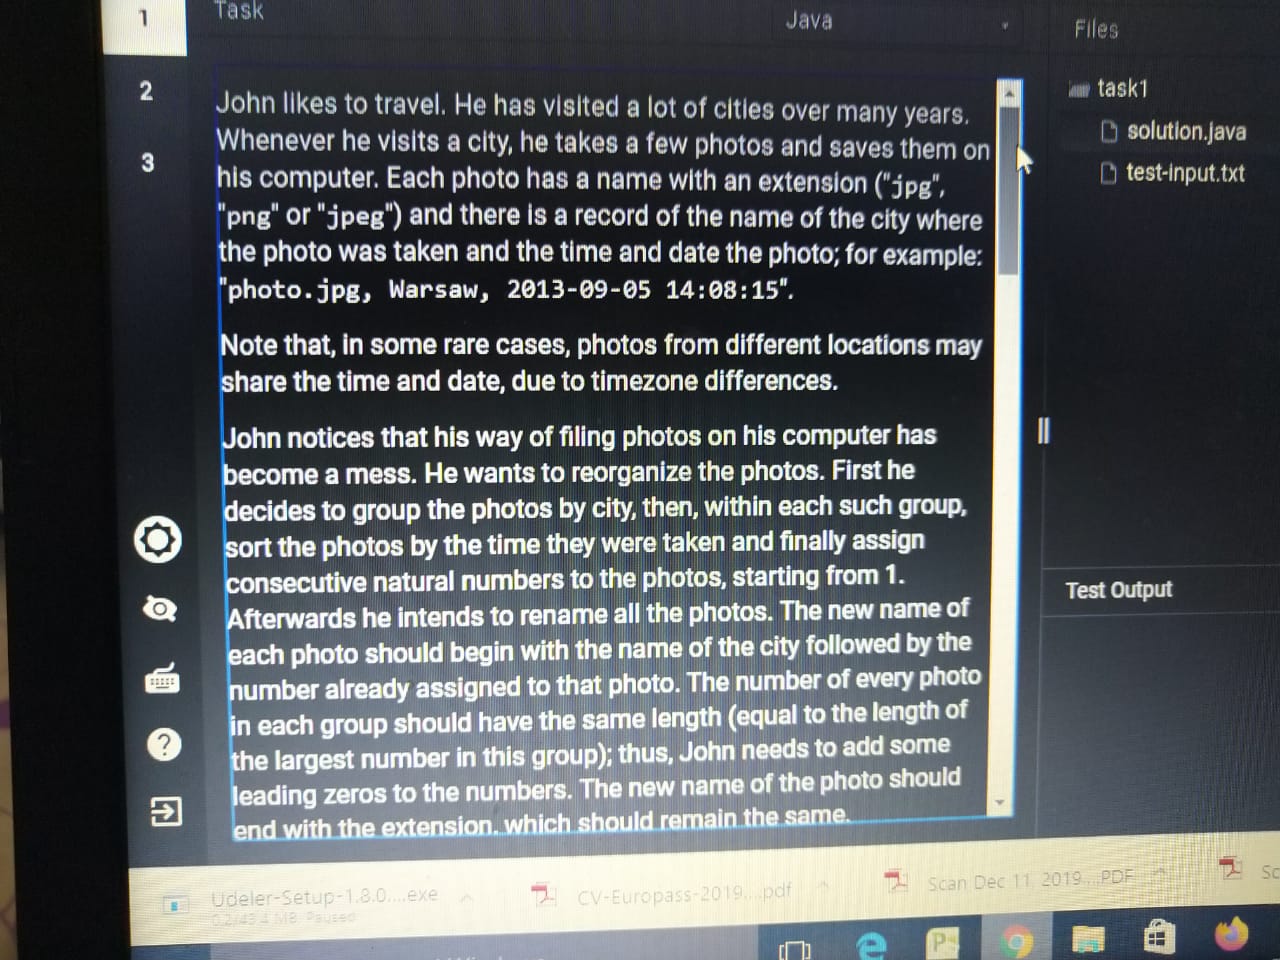 1
Task
Java
Files
2
3
task1
solution.java
test-input.txt
John likes to travel. He has visited a lot of cities over many years.
Whenever he visits a city, he takes a few photos and saves them on
his computer. Each photo has a name with an extension ("jpg",
"png" or "jpeg") and there is a record of the name of the city where
the photo was taken and the time and date the photo; for example:
"photo.jpg, Warsaw, 2013-09-05 14:08:15".
Note that, in some rare cases, photos from different locations may
share the time and date, due to timezone differences.
John notices that his way of filing photos on his computer has
become a mess. He wants to reorganize the photos. First he
decides to group the photos by city, then, within each such group,
sort the photos by the time they were taken and finally assign
consecutive natural numbers to the photos, starting from 1.
Afterwards he intends to rename all the photos. The new name of
each photo should begin with the name of the city followed by the
number already assigned to that photo. The number of every photo
in each group should have the same length (equal to the length of
the largest number in this group); thus, John needs to add some
leading zeros to the numbers. The new name of the photo should
end with the extension, which should remain the same.
Test Output
Udeler-Setup-1.8.0....exe
0.2/43.4 MB, Paused
CV-Europass-2019....pdf
Scan Dec 11 2019....PDF
Sc